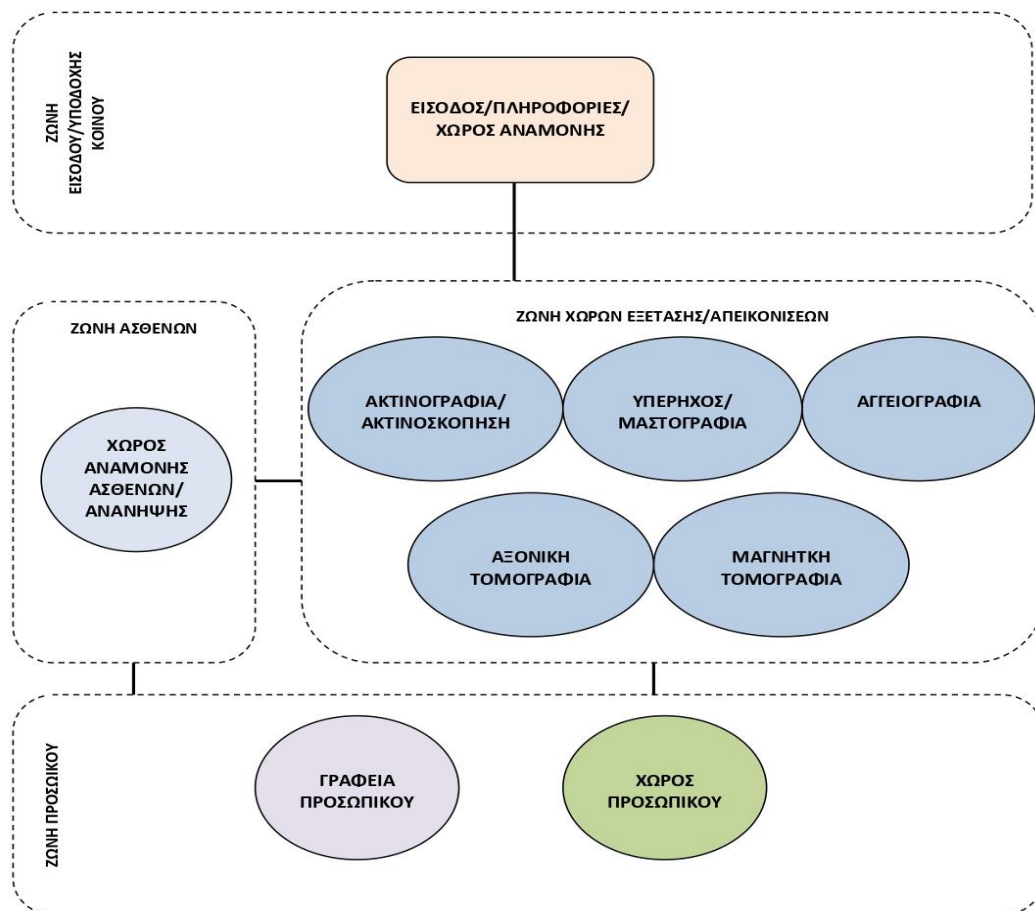 ΖΩΝΗ
ΕΙΣΟΔΟΥ/ΥΠΟΔΟΧΗΣ
ΚΟΙΝΟΥ
ΕΙΣΟΔΟΣ/ΠΛΗΡΟΦΟΡΙΕΣ/
ΧΩΡΟΣ ΑΝΑΜΟΝΗΣ
ΖΩΝΗ ΑΣΘΕΝΩΝ
ΧΩΡΟΣ
ΑΝΑΜΟΝΗΣ
ΑΣΘΕΝΩΝ/
ΑΝΑΝΗΨΗΣ
ΖΩΝΗ ΧΩΡΩΝ ΕΞΕΤΑΣΗΣ/ΑΠΕΙΚΟΝΙΣΕΩΝ
ΑΚΤΙΝΟΓΡΑΦΙΑ/
ΑΚΤΙΝΟΣΚΟΠΗΣΗ
ΥΠΕΡΗΧΟΣ/
ΜΑΣΤΟΓΡΑΦΙΑ
ΑΓΓΕΙΟΓΡΑΦΙΑ
ΑΞΟΝΙΚΗ
ΤΟΜΟΓΡΑΦΙΑ
ΜΑΓΝΗΤΚΗ
ΤΟΜΟΓΡΑΦΙΑ
ΖΩΝΗ ΠΡΟΣΩΙΚΟΥ
ΓΡΑΦΕΙΑ
ΠΡΟΣΩΠΙΚΟΥ
ΧΩΡΟΣ
ΠΡΟΣΩΠΙΚΟΥ